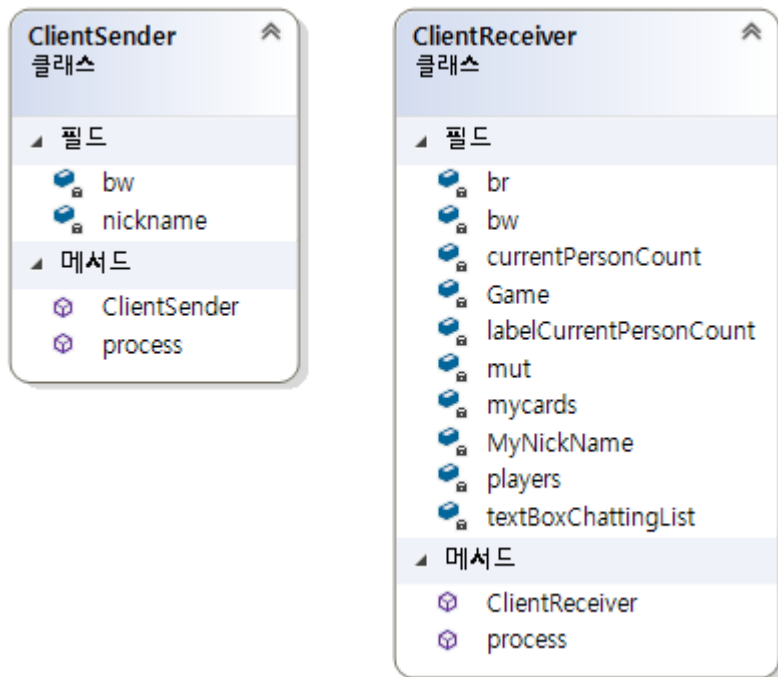 ClientSender
클래스
필드
bw
nickname
메서드
ClientSender
process
ClientReceiver
클래스
필드
br
bw
currentPersonCount
Game
labelCurrentPersonCount
mut
mycards
MyNickName
players
textBoxChattingList
메서드
ClientReceiver
process